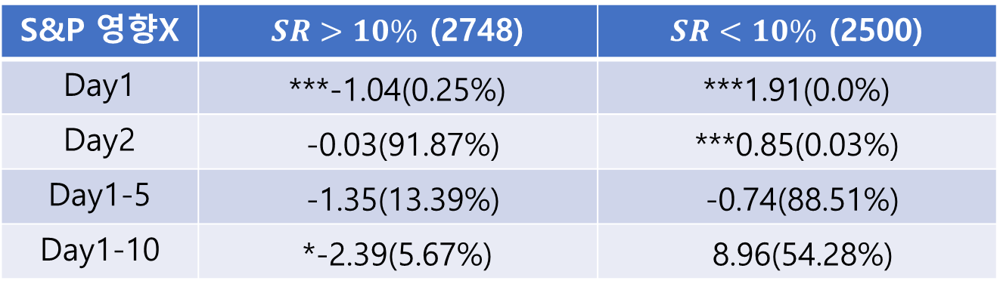 S&P 영향X SR > 10% (2748) SR < 10% (2500)
Day1 ***-1.04(0.25%) ***1.91(0.0%)
Day2 -0.03(91.87%) ***0.85(0.03%)
Day1-5 -1.35(13.39%) -0.74(88.51%)
Day1-10 *-2.39(5.67%) 8.96(54.28%)